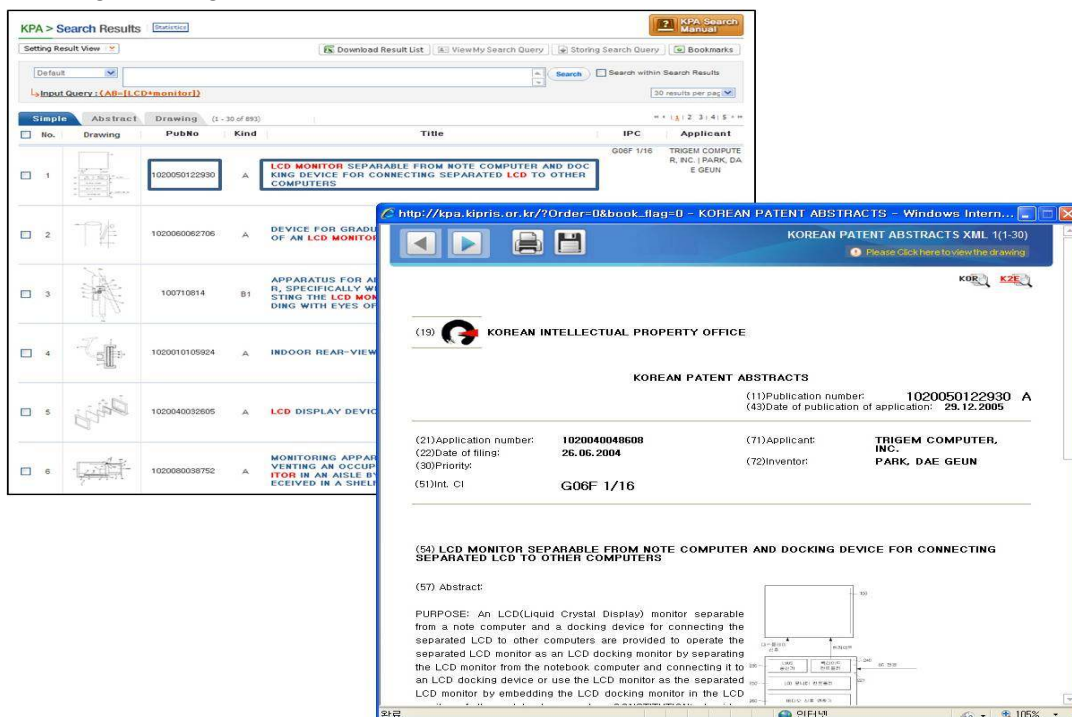 KPA > Search Results Statistics
KPA Search Manual
Setting Result View
Download Result List View My Search Query Storing Search Query Bookmarks
Default Search Search within Search Results
Input Query : {AB=[LCD+monitor]}
30 results per pag
Simple Abstract Drawing (1 - 30 of 893) 1 2 3 4 5
No. Drawing PubNo Kind Title IPC Applicant
1 1020050122930 A LCD MONITOR SEPARABLE FROM NOTE COMPUTER AND DOC
KING DEVICE FOR CONNECTING SEPARATED LCD TO OTHER
COMPUTERS
G06F 1/16 TRIGEM COMPUTE
R, INC. | PARK, DA
E GEUN
2 1020060062706 A DEVICE FOR GRADU
OF AN LCD MONITOR
3 100710814 B1
R, SPECIFICALLY WI
STING THE LCD MON
DING WITH EYES OF
4 1020010105924 A INDOOR REAR-VIEW
5 1020040032605 A LCD DISPLAY DEVIC
6 1020080038752 A MONITORING APPAR
VENTING AN OCCUP
ITOR IN AN AISLE BY
ECEIVED IN A SHELF
http://kpa.kipris.or.kr/?Order=0&book_flag=0 - KOREAN PATENT ABSTRACTS - Windows Intern...
KOREAN PATENT ABSTRACTS XML 1(1-30)
Please Click here to view the drawing
KOR K2E
(19) KOREAN INTELLECTUAL PROPERTY OFFICE
KOREAN PATENT ABSTRACTS
(11)Publication number: 1020050122930 A
(43)Date of publication of application: 29.12.2005
(21)Application number: 1020040048608
(22)Date of filing: 26.06.2004
(30)Priority:
(51)Int. Cl G06F 1/16
(71)Applicant: TRIGEM COMPUTER,
INC.
(72)Inventor: PARK, DAE GEUN
(54) LCD MONITOR SEPARABLE FROM NOTE COMPUTER AND DOCKING DEVICE FOR CONNECTING
SEPARATED LCD TO OTHER COMPUTERS
(57) Abstract:
PURPOSE: An LCD(Liquid Crystal Display) monitor separable
from a note computer and a docking device for connecting the
separated LCD to other computers are provided to operate the
separated LCD monitor as an LCD docking monitor by separating
the LCD monitor from the notebook computer and connecting it to
an LCD docking device or use the LCD monitor as the separated
LCD monitor by embedding the LCD docking monitor in the LCD
완료 인터넷 105%